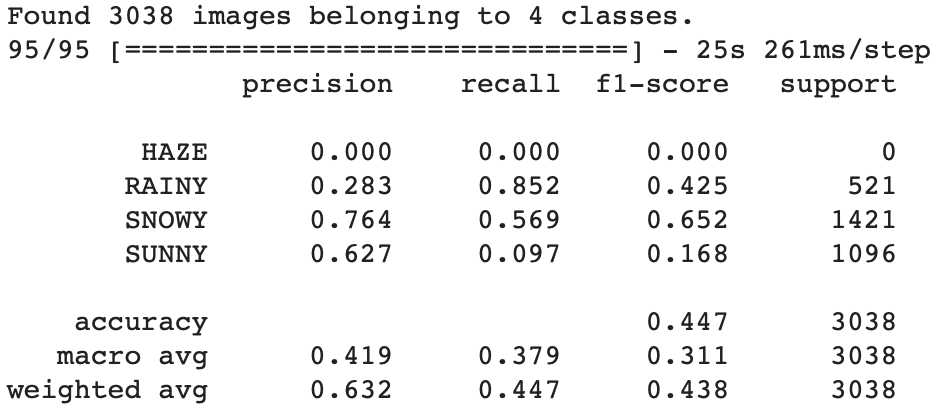 Found 3038 images belonging to 4 classes.
95/95 [==============================] - 25s 261ms/step
precision recall f1-score support
HAZE 0.000 0.000 0.000 0
RAINY 0.283 0.852 0.425 521
SNOWY 0.764 0.569 0.652 1421
SUNNY 0.627 0.097 0.168 1096
accuracy 0.447 3038
macro avg 0.419 0.379 0.311 3038
weighted avg 0.632 0.447 0.438 3038